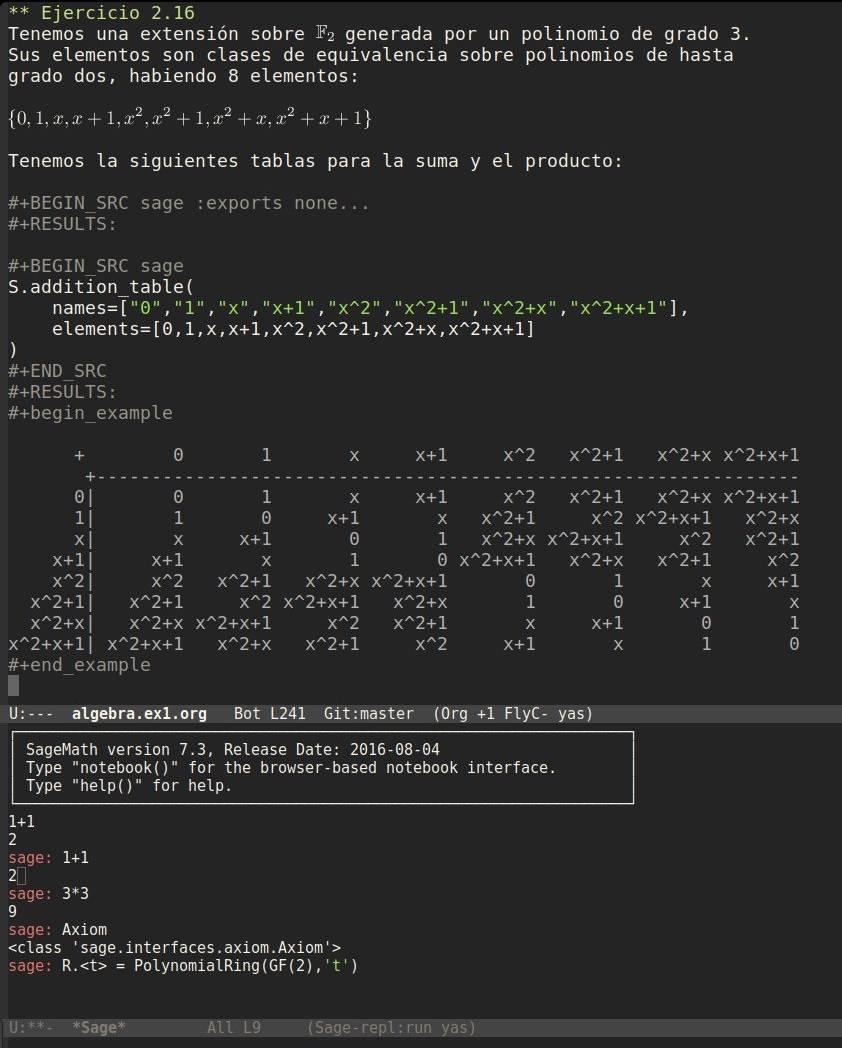 ** Ejercicio 2.16
Tenemos una extensión sobre 𝔽₂ generada por un polinomio de grado 3.
Sus elementos son clases de equivalencia sobre polinomios de hasta
grado dos, habiendo 8 elementos:
{0, 1, x, x + 1, x², x² + 1, x² + x, x² + x + 1}
Tenemos la siguientes tablas para la suma y el producto:
#+BEGIN_SRC sage :exports none...
#+RESULTS:
#+BEGIN_SRC sage
S.addition_table(
    names=["0","1","x","x+1","x^2","x^2+1","x^2+x","x^2+x+1"],
    elements=[0,1,x,x+1,x^2,x^2+1,x^2+x,x^2+x+1]
)
#+END_SRC
#+RESULTS:
#+begin_example
      +        0       1       x     x+1     x^2   x^2+1   x^2+x x^2+x+1
       +----------------------------------------------------------------
      0|       0       1       x     x+1     x^2   x^2+1   x^2+x x^2+x+1
      1|       1       0     x+1       x   x^2+1     x^2 x^2+x+1   x^2+x
      x|       x     x+1       0       1   x^2+x x^2+x+1     x^2   x^2+1
    x+1|     x+1       x       1       0 x^2+x+1   x^2+x   x^2+1     x^2
    x^2|     x^2   x^2+1   x^2+x x^2+x+1       0       1       x     x+1
  x^2+1|   x^2+1     x^2 x^2+x+1   x^2+x       1       0     x+1       x
  x^2+x|   x^2+x x^2+x+1     x^2   x^2+1       x     x+1       0       1
x^2+x+1| x^2+x+1   x^2+x   x^2+1     x^2     x+1       x       1       0
#+end_example
U:---  algebra.ex1.org   Bot L241  Git:master  (Org +1 FlyC- yas)
SageMath version 7.3, Release Date: 2016-08-04
Type "notebook()" for the browser-based notebook interface.
Type "help()" for help.
1+1
2
sage: 1+1
2
sage: 3*3
9
sage: Axiom
<class 'sage.interfaces.axiom.Axiom'>
sage: R.<t> = PolynomialRing(GF(2),'t')
U:**-  *Sage*         All L9     (Sage-repl:run yas)